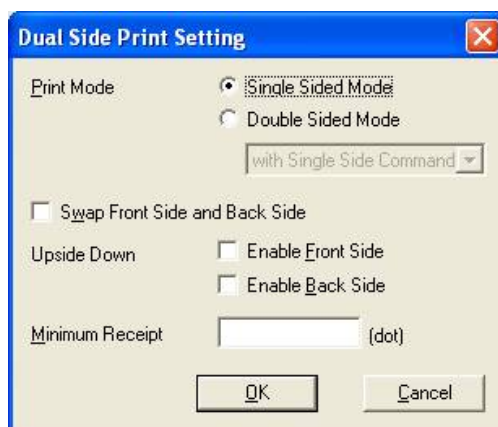 Dual Side Print Setting
Print Mode
Single Sided Mode
Double Sided Mode
with Single Side Command
Swap Front Side and Back Side
Upside Down
Enable Front Side
Enable Back Side
Minimum Receipt (dot)
OK Cancel